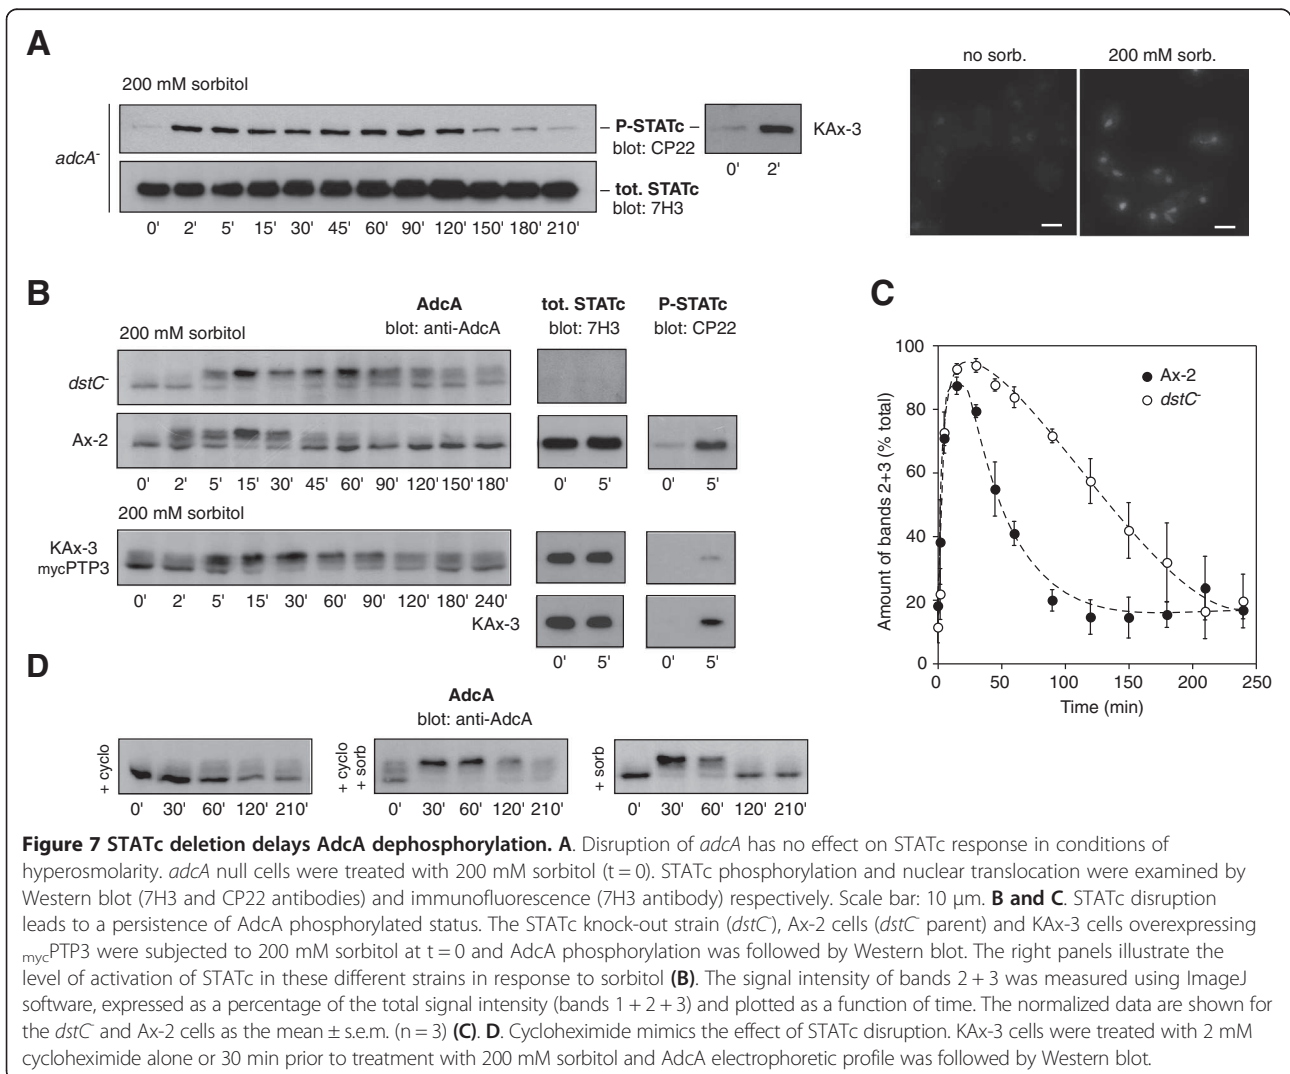 A
200 mM sorbitol
adcA-
P-STATc
blot: CP22
tot. STATc
blot: 7H3
0' 2' 5' 15' 30' 45' 60' 90' 120' 150' 180' 210'
KAx-3
0' 2'
no sorb.
200 mM sorb.
B
AdcA
blot: anti-AdcA
tot. STATc
blot: 7H3
P-STATc
blot: CP22
200 mM sorbitol
dstC-
Ax-2
0' 2' 5' 15' 30' 45' 60' 90' 120' 150' 180'
0' 5'
0' 5'
200 mM sorbitol
KAx-3
mycPTP3
0' 2' 5' 15' 30' 60' 90' 120' 180' 240'
KAx-3
0' 5'
0' 5'
C
100
80
60
40
20
0
Amount of bands 2+3 (% total)
Ax-2
dstC-
0 50 100 150 200 250
Time (min)
D
AdcA
blot: anti-AdcA
+ cyclo
0' 30' 60' 120' 210'
+ cyclo
+ sorb
0' 30' 60' 120' 210'
+ sorb
0' 30' 60' 120' 210'
Figure 7 STATc deletion delays AdcA dephosphorylation. A. Disruption of adcA has no effect on STATc response in conditions of
hyperosmolarity. adcA null cells were treated with 200 mM sorbitol (t = 0). STATc phosphorylation and nuclear translocation were examined by
Western blot (7H3 and CP22 antibodies) and immunofluorescence (7H3 antibody) respectively. Scale bar: 10 μm. B and C. STATc disruption
leads to a persistence of AdcA phosphorylated status. The STATc knock-out strain (dstC-), Ax-2 cells (dstC- parent) and KAx-3 cells overexpressing
mycPTP3 were subjected to 200 mM sorbitol at t = 0 and AdcA phosphorylation was followed by Western blot. The right panels illustrate the
level of activation of STATc in these different strains in response to sorbitol (B). The signal intensity of bands 2 + 3 was measured using ImageJ
software, expressed as a percentage of the total signal intensity (bands 1 + 2 + 3) and plotted as a function of time. The normalized data are shown for
the dstC- and Ax-2 cells as the mean ± s.e.m. (n = 3) (C). D. Cycloheximide mimics the effect of STATc disruption. KAx-3 cells were treated with 2 mM
cycloheximide alone or 30 min prior to treatment with 200 mM sorbitol and AdcA electrophoretic profile was followed by Western blot.